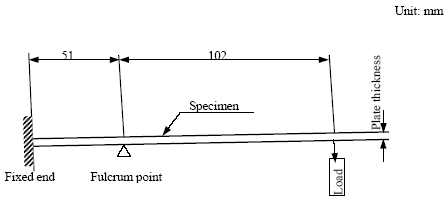 Unit: mm
51
102
Specimen
Plate thickness
Fixed end
Fulcrum point
Load